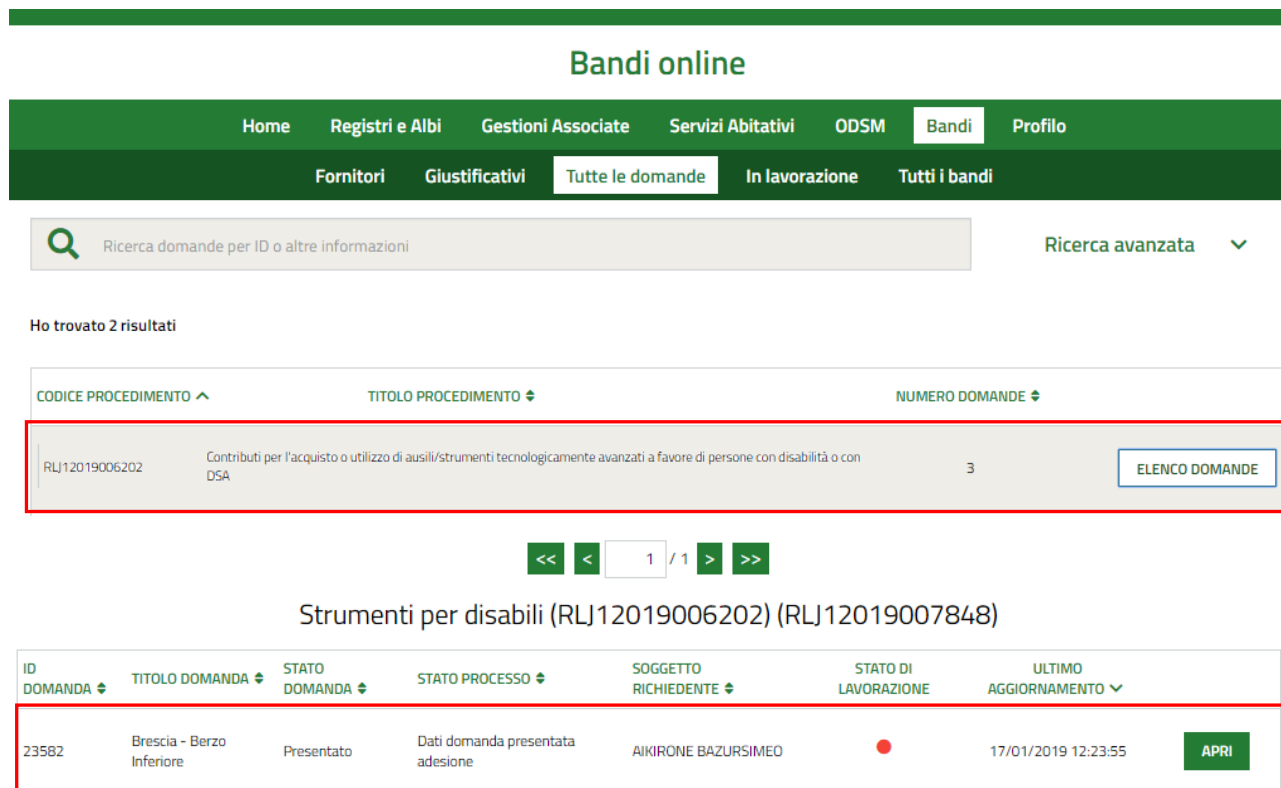 Bandi online
Home Registri e Albi Gestioni Associate Servizi Abitativi ODSM Bandi Profilo
Fornitori Giustificativi Tutte le domande In lavorazione Tutti i bandi
Ricerca domande per ID o altre informazioni Ricerca avanzata
Ho trovato 2 risultati
CODICE PROCEDIMENTO TITOLO PROCEDIMENTO NUMERO DOMANDE
RLJ12019006202 Contributi per l'acquisto o utilizzo di ausili/strumenti tecnologicamente avanzati a favore di persone con disabilità o con
DSA 3 ELENCO DOMANDE
<< < 1 / 1 > >>
Strumenti per disabili (RLJ12019006202) (RLJ12019007848)
ID
DOMANDA TITOLO DOMANDA STATO
DOMANDA STATO PROCESSO SOGGETTO
RICHIEDENTE STATO DI
LAVORAZIONE ULTIMO
AGGIORNAMENTO
23582 Brescia - Berzo
Inferiore Presentato Dati domanda presentata
adesione AIKIRONE BAZURSIMEO 17/01/2019 12:23:55 APRI